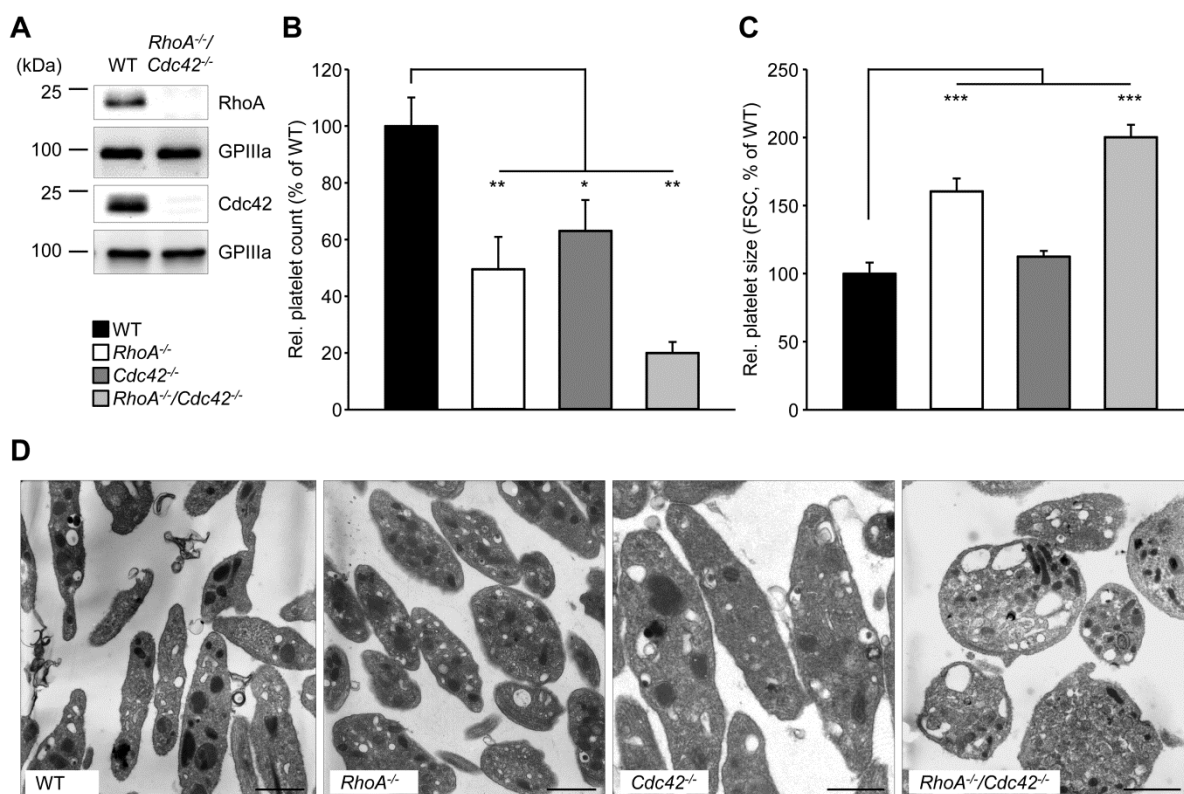 A
(kDa)
WT
RhoA-/-/
Cdc42-/-
25
RhoA
100
GPIIIa
25
Cdc42
100
GPIIIa
WT
RhoA-/-
Cdc42-/-
RhoA-/-/Cdc42-/-
B
Rel. platelet count (% of WT)
120
100
80
60
40
20
0
**
*
**
C
Rel. platelet size (FSC, % of WT)
250
200
150
100
50
0
***
***
D
WT
RhoA-/-
Cdc42-/-
RhoA-/-/Cdc42-/-